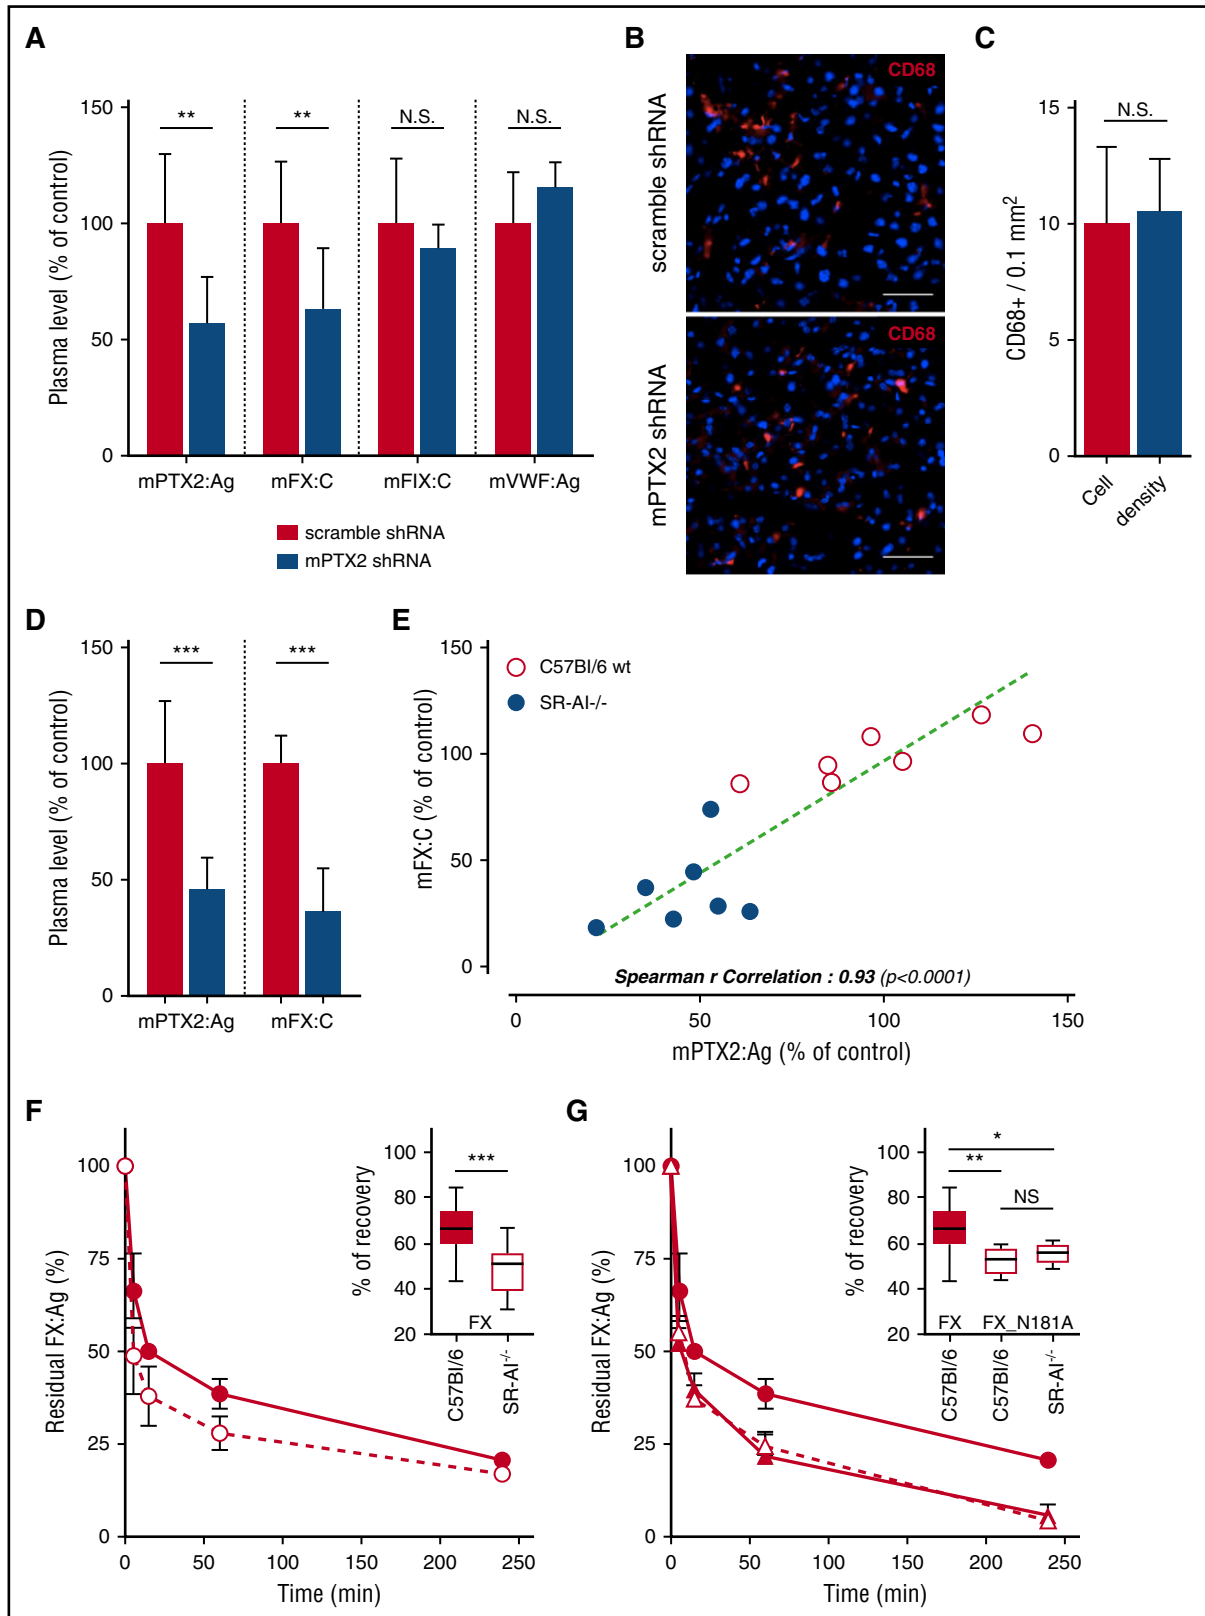 A
Plasma level (% of control)
150
100
50
0
**
**
N.S.
N.S.
mPTX2:Ag
mFX:C
mFIX:C
mVWF:Ag
scramble shRNA
mPTX2 shRNA
B
scramble shRNA
CD68
mPTX2 shRNA
CD68
C
CD68+ / 0.1 mm²
15
10
5
0
N.S.
Cell
density
D
Plasma level (% of control)
150
100
50
0
***
***
mPTX2:Ag
mFX:C
E
mFX:C (% of control)
150
100
50
0
C57Bl/6 wt
SR-AI-/-
Spearman r Correlation : 0.93 (p<0.0001)
0
50
100
150
mPTX2:Ag (% of control)
F
Residual FX:Ag (%)
100
75
50
25
0
0
50
100
150
200
250
Time (min)
% of recovery
100
80
60
40
20
***
FX
C57Bl/6
SR-AI-/-
G
Residual FX:Ag (%)
100
75
50
25
0
0
50
100
150
200
250
Time (min)
% of recovery
100
80
60
40
20
*
**
NS
FX
FX_N181A
C57Bl/6
C57Bl/6
SR-AI-/-